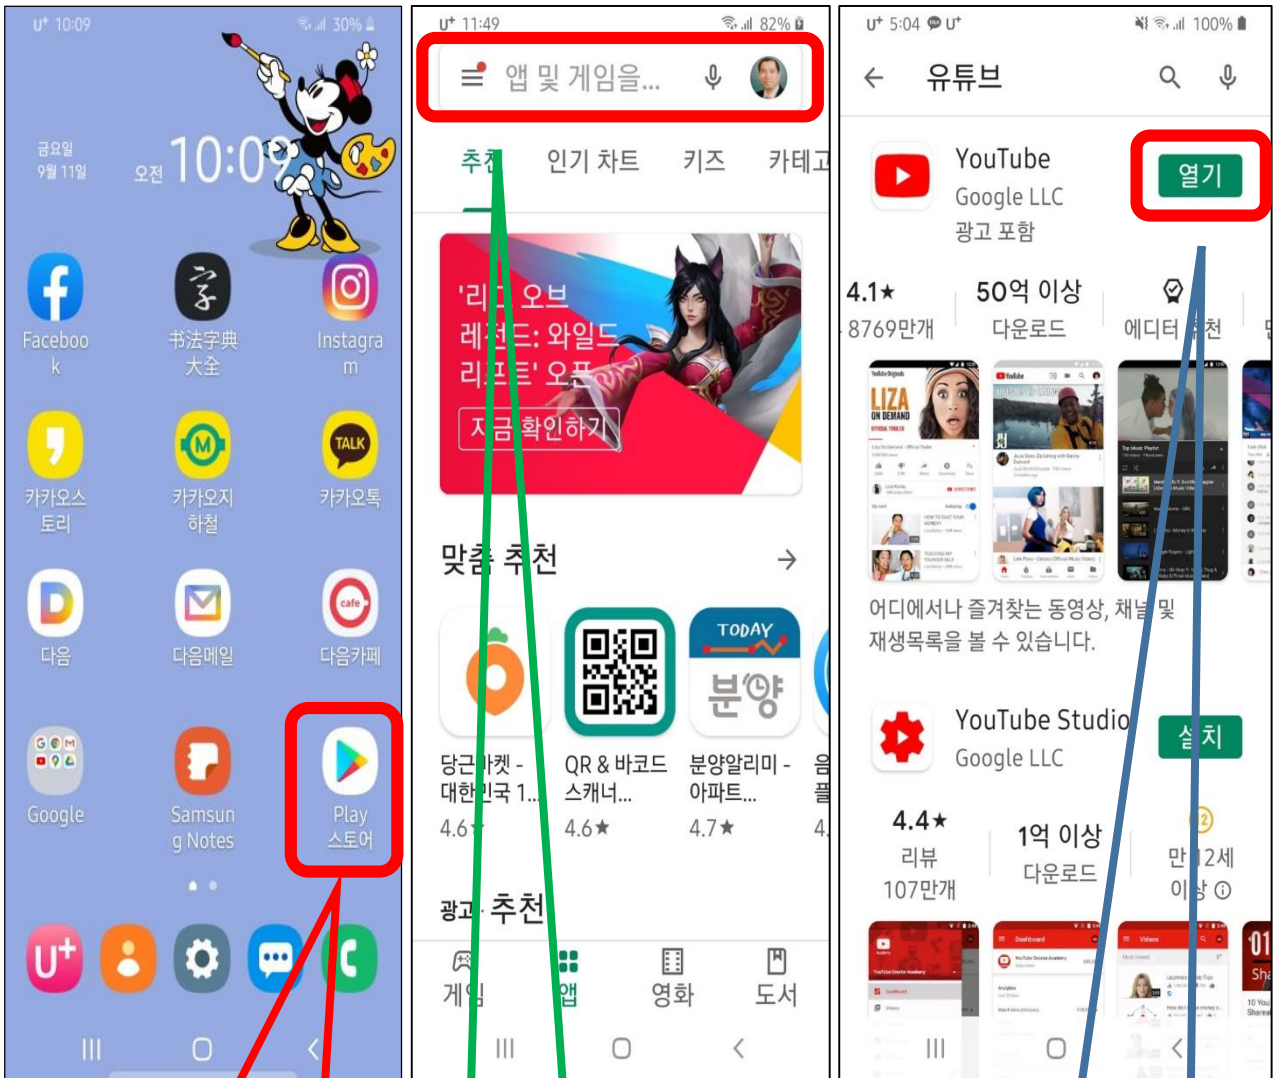 U+ 10:09
30%
금요일
9월 11일
오전 10:09
Faceboo
k
书法字典
大全
Instagra
m
카카오스
토리
카카오지
하철
TALK
카카오톡
다음
다음메일
cafe
다음카페
Google
Samsun
g Notes
Play
스토어
U+
U+ 11:49
82%
앱 및 게임을...
추천
인기 차트
키즈
카테고
'리그 오브
레전드: 와일드
리프트' 오픈
지금 확인하기
맞춤 추천
TODAY
분양
당근마켓 -
대한민국 1...
4.6★
QR & 바코드
스캐너...
4.6★
분양알리미 -
아파트...
4.7★
음
플
4.
광고· 추천
게임
앱
영화
도서
U+ 5:04
U+
100%
유튜브
YouTube
Google LLC
광고 포함
열기
4.1★
8769만개
50억 이상
다운로드
에디터 추천
LIZA
ON DEMAND
YouTube
어디에서나 즐겨찾는 동영상, 채널 및
재생목록을 볼 수 있습니다.
YouTube Studio
Google LLC
설치
4.4★
리뷰
107만개
1억 이상
다운로드
만 12세
이상
Dashboard
Videos